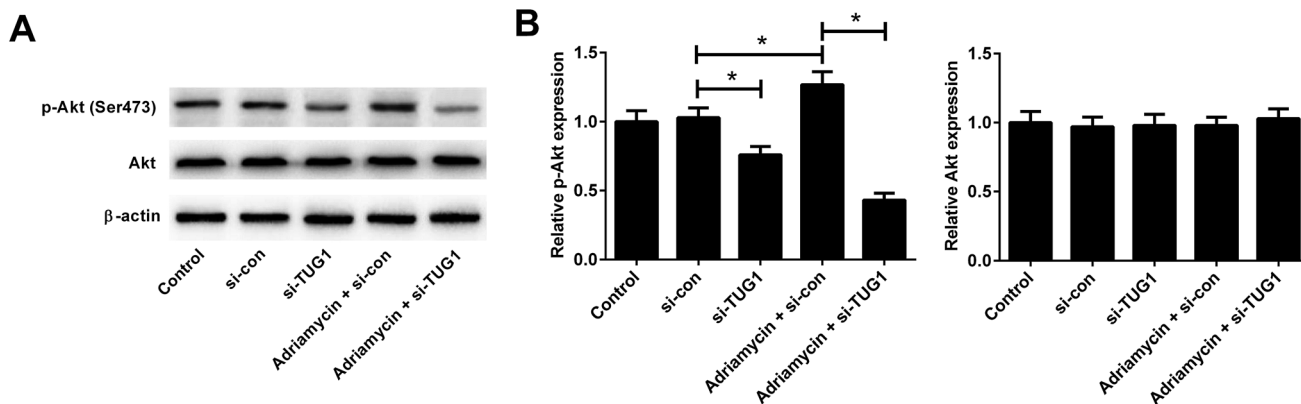 A
p-Akt (Ser473)
Akt
β-actin
Control
si-con
si-TUG1
Adriamycin + si-con
Adriamycin + si-TUG1
B
Relative p-Akt expression
1.5
1.0
0.5
0.0
*
*
*
Control
si-con
si-TUG1
Adriamycin + si-con
Adriamycin + si-TUG1
Relative Akt expression
1.5
1.0
0.5
0.0
Control
si-con
si-TUG1
Adriamycin + si-con
Adriamycin + si-TUG1